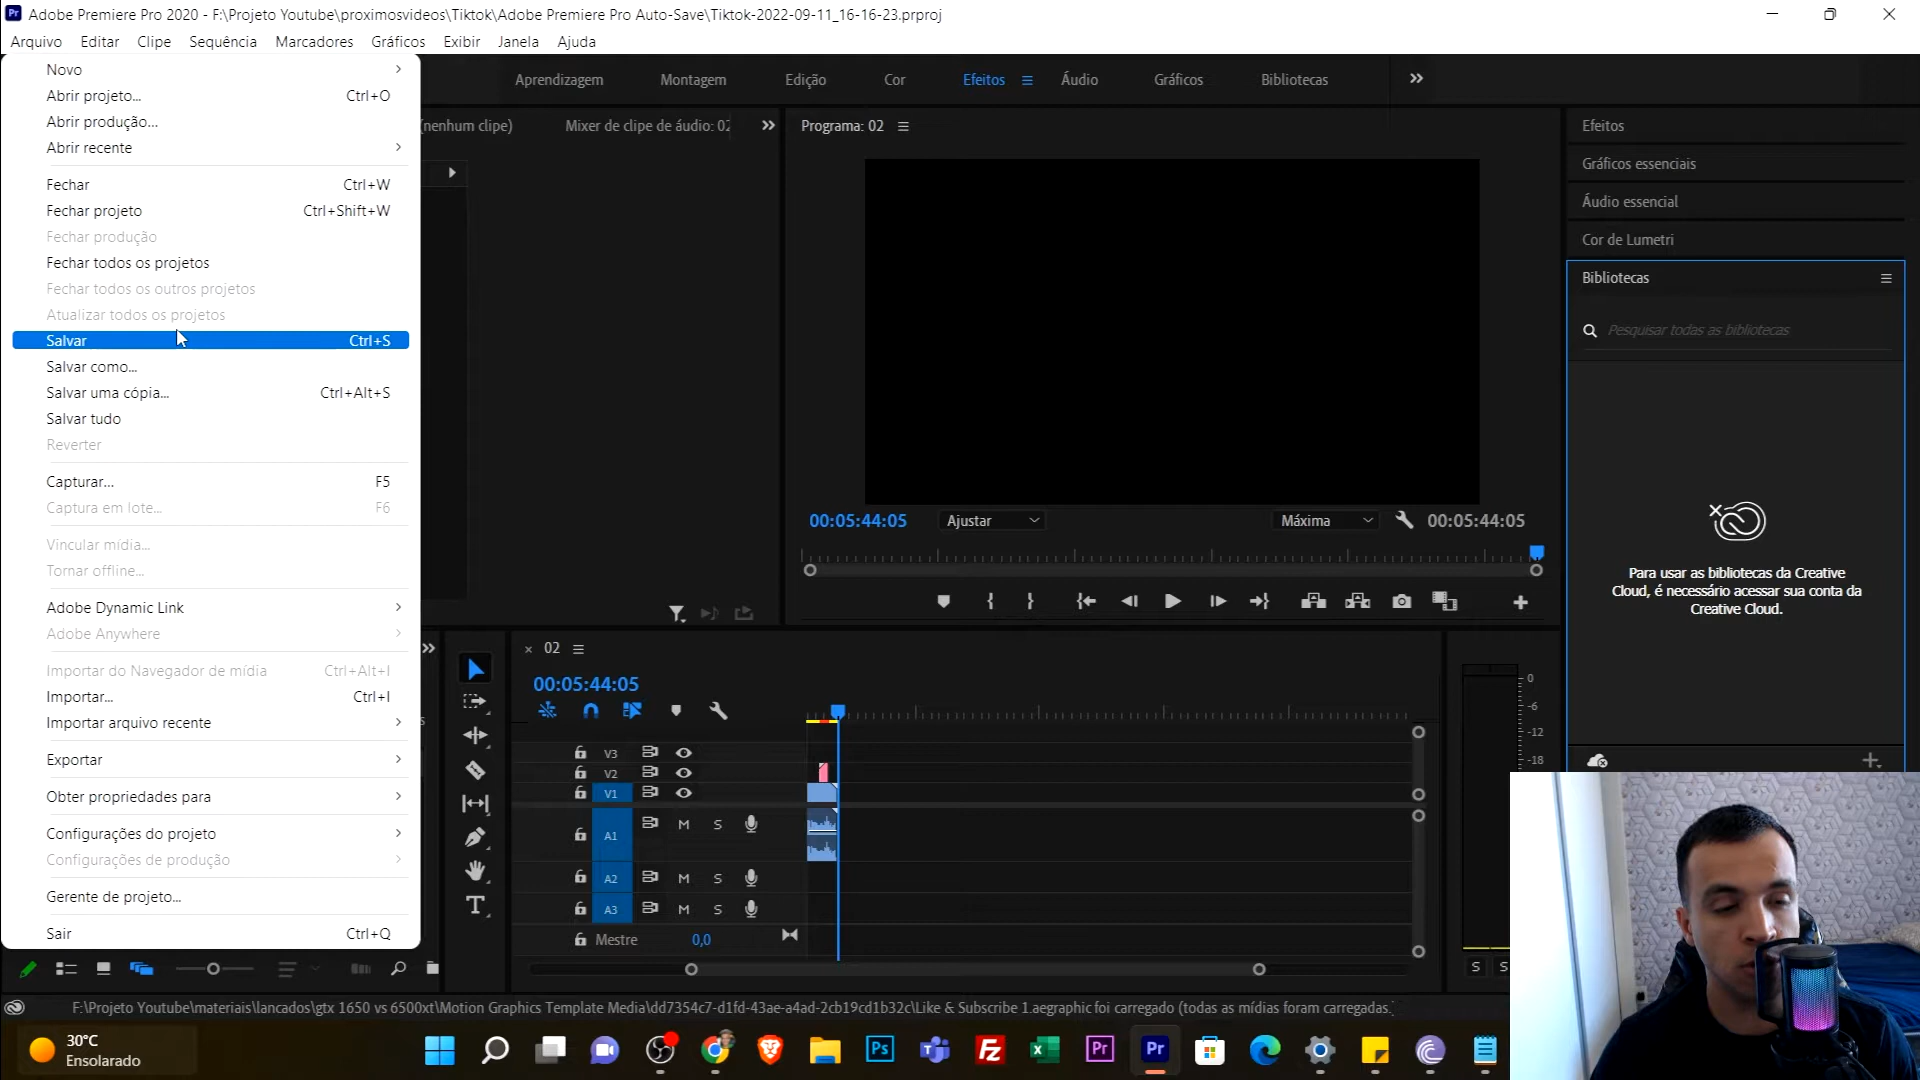 Pr Adobe Premiere Pro 2020 - F:\Projeto Youtube\proximosvideos\Tiktok\Adobe Premiere Pro Auto-Save\Tiktok-2022-09-11_16-16-23.prproj
Arquivo Editar Clipe Sequência Marcadores Gráficos Exibir Janela Ajuda
Novo
Abrir projeto... Ctrl+O
Abrir produção...
Abrir recente
Fechar Ctrl+W
Fechar projeto Ctrl+Shift+W
Fechar produção
Fechar todos os projetos
Fechar todos os outros projetos
Atualizar todos os projetos
Salvar Ctrl+S
Salvar como...
Salvar uma cópia... Ctrl+Alt+S
Salvar tudo
Reverter
Capturar... F5
Captura em lote... F6
Vincular mídia...
Tornar offline...
Adobe Dynamic Link
Adobe Anywhere
Importar do Navegador de mídia Ctrl+Alt+I
Importar... Ctrl+I
Importar arquivo recente
Exportar
Obter propriedades para
Configurações do projeto
Configurações de produção
Gerente de projeto...
Sair Ctrl+Q
Aprendizagem Montagem Edição Cor Efeitos Áudio Gráficos Bibliotecas
(nenhum clipe) Mixer de clipe de áudio: 02
Programa: 02
00:05:44:05 Ajustar Máxima 00:05:44:05
Efeitos
Gráficos essenciais
Áudio essencial
Cor de Lumetri
Bibliotecas
Pesquisar todas as bibliotecas
Para usar as bibliotecas da Creative
Cloud, é necessário acessar sua conta da
Creative Cloud.
× 02
00:05:44:05
V3
V2
V1
A1 M S
A2 M S
A3 M S
Mestre 0,0
0
-6
-12
-18
S S
F:\Projeto Youtube\materiais\lancados\gtx 1650 vs 6500xt\Motion Graphics Template Media\dd7354c7-d1fd-43ae-a4ad-2cb19cd1b32c\Like & Subscribe 1.aegraphic foi carregado (todas as mídias foram carregadas.)
30°C
Ensolarado
Ps Fz Pr Pr